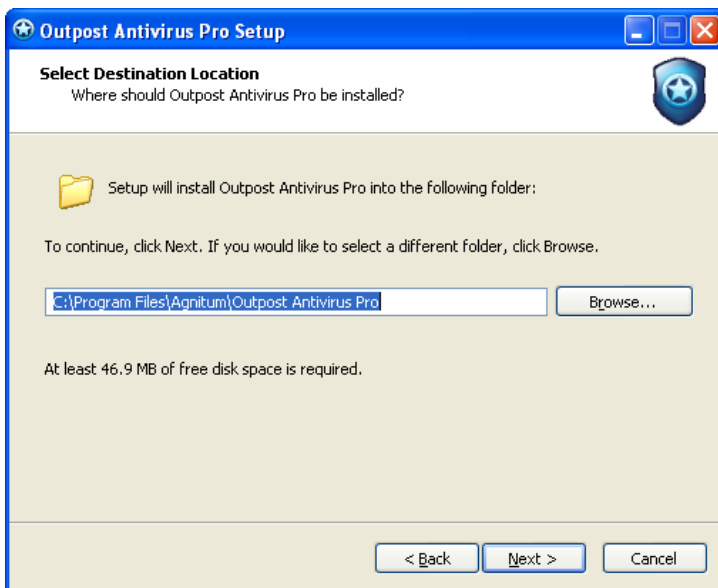 Outpost Antivirus Pro Setup
Select Destination Location
Where should Outpost Antivirus Pro be installed?
Setup will install Outpost Antivirus Pro into the following folder:
To continue, click Next. If you would like to select a different folder, click Browse.
C:\Program Files\Agnitum\Outpost Antivirus Pro
Browse...
At least 46.9 MB of free disk space is required.
< Back
Next >
Cancel